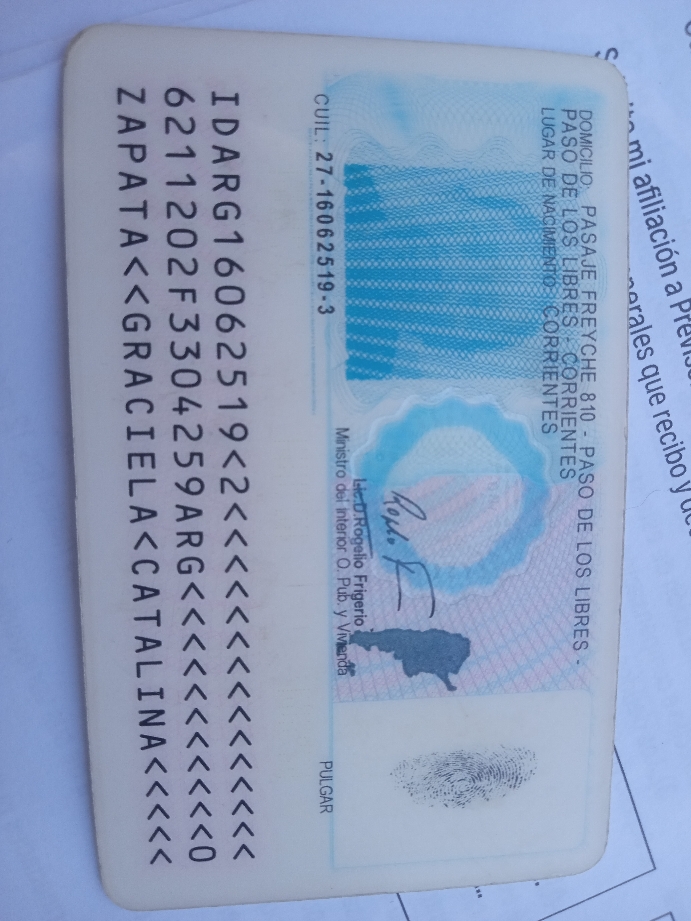 DOMICILIO: PASAJE FREYCHE 810 - PASO DE LOS LIBRES -
PASO DE LOS LIBRES - CORRIENTES
LUGAR DE NACIMIENTO: CORRIENTES
Lic.D.Rogelio Frigerio
Ministro del Interior O. Pub. y Vivienda
CUIL: 27-16062519-3
PULGAR
IDARG16062519<2<<<<<<<<<<<<<<<
6211202F3304259ARG<<<<<<<<<<<0
ZAPATA<<GRACIELA<CATALINA<<<<<
mi afiliación a
que recibo y